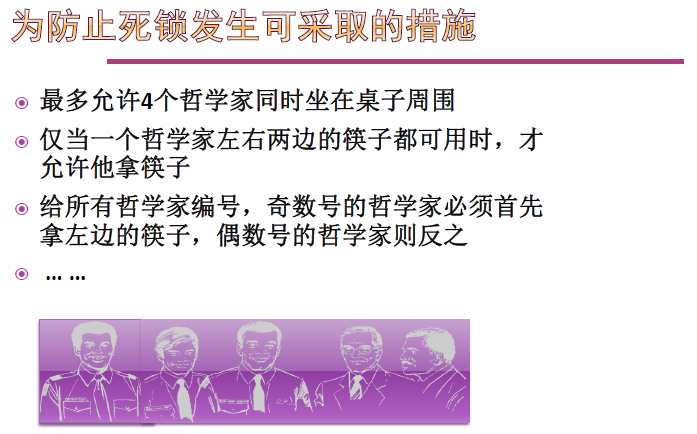 为防止死锁发生可采取的措施
最多允许4个哲学家同时坐在桌子周围
仅当一个哲学家左右两边的筷子都可用时，才
允许他拿筷子
给所有哲学家编号，奇数号的哲学家必须首先
拿左边的筷子，偶数号的哲学家则反之
... ...